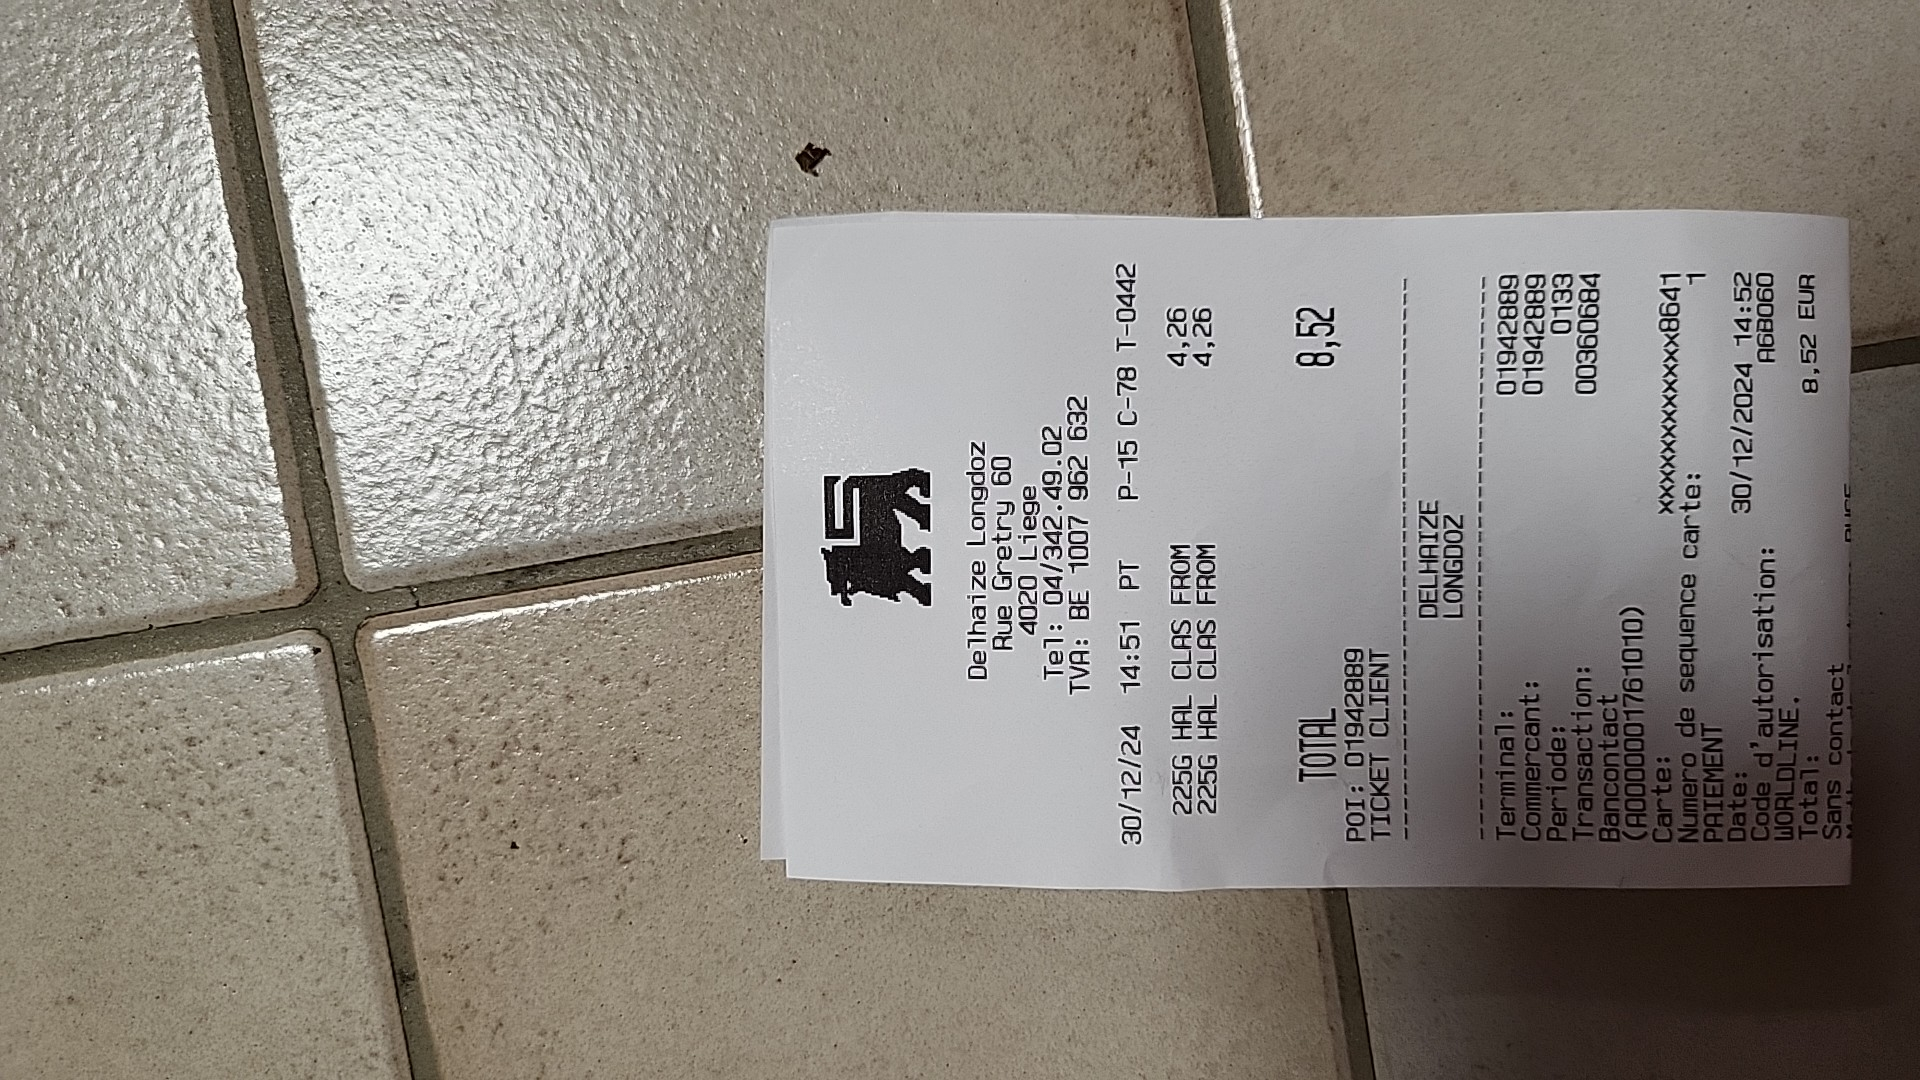 Delhaize Longdoz
Rue Gretry 60
4020 Liege
Tel: 04/342.49.02
TVA: BE 1007 962 632
30/12/24 14:51 PT P-15 C-78 T-0442
225G HAL CLAS FROM 4,26
225G HAL CLAS FROM 4,26
TOTAL 8,52
POI: 01942889
TICKET CLIENT
--------------------------------
DELHAIZE
LONGDOZ
--------------------------------
Terminal: 01942889
Commercant: 01942889
Periode: 0133
Transaction: 00360684
Bancontact
(A0000001761010)
Carte: xxxxxxxxxxxxxxx8641
Numero de sequence carte: 1
PAIEMENT
Date: 30/12/2024 14:52
Code d'autorisation: A6B060
WORLDLINE.
Total: 8,52 EUR
Sans contact